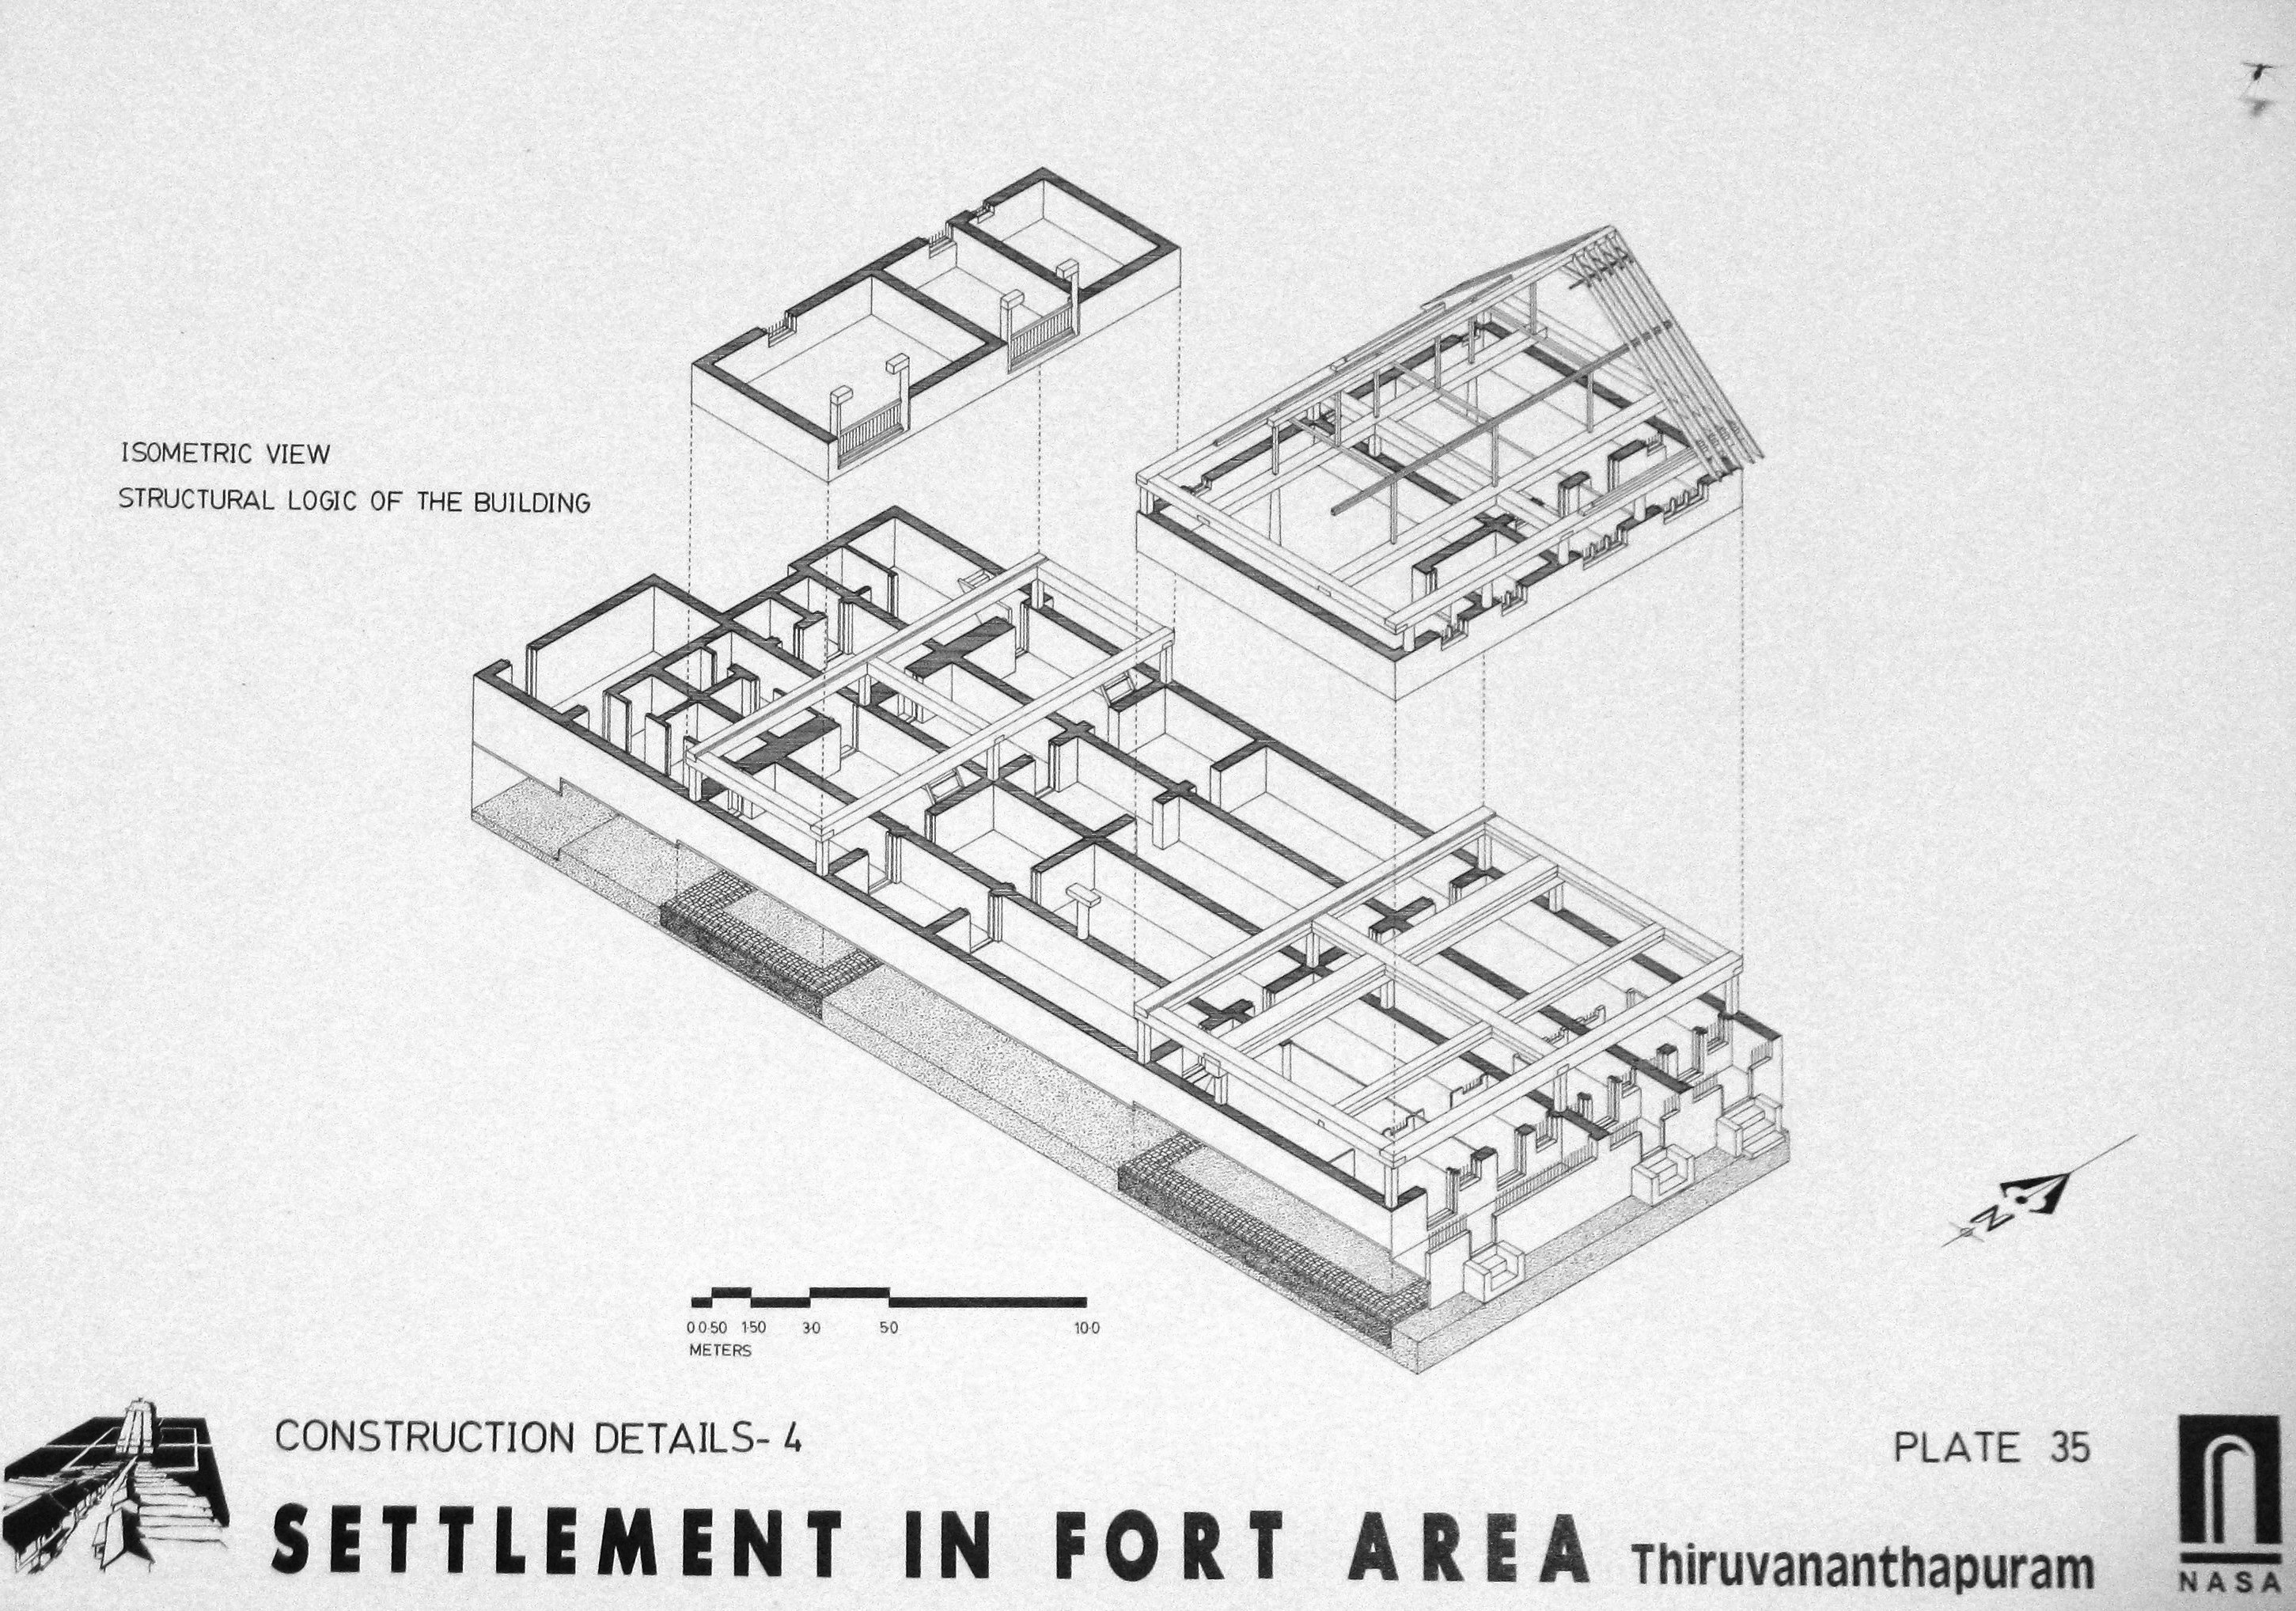 ISOMETRIC VIEW
STRUCTURAL LOGIC OF THE BUILDING
N
0 0·50 1·50 3·0 5·0 10·0
METERS
CONSTRUCTION DETAILS- 4
PLATE 35
SETTLEMENT IN FORT AREA Thiruvananthapuram
NASA